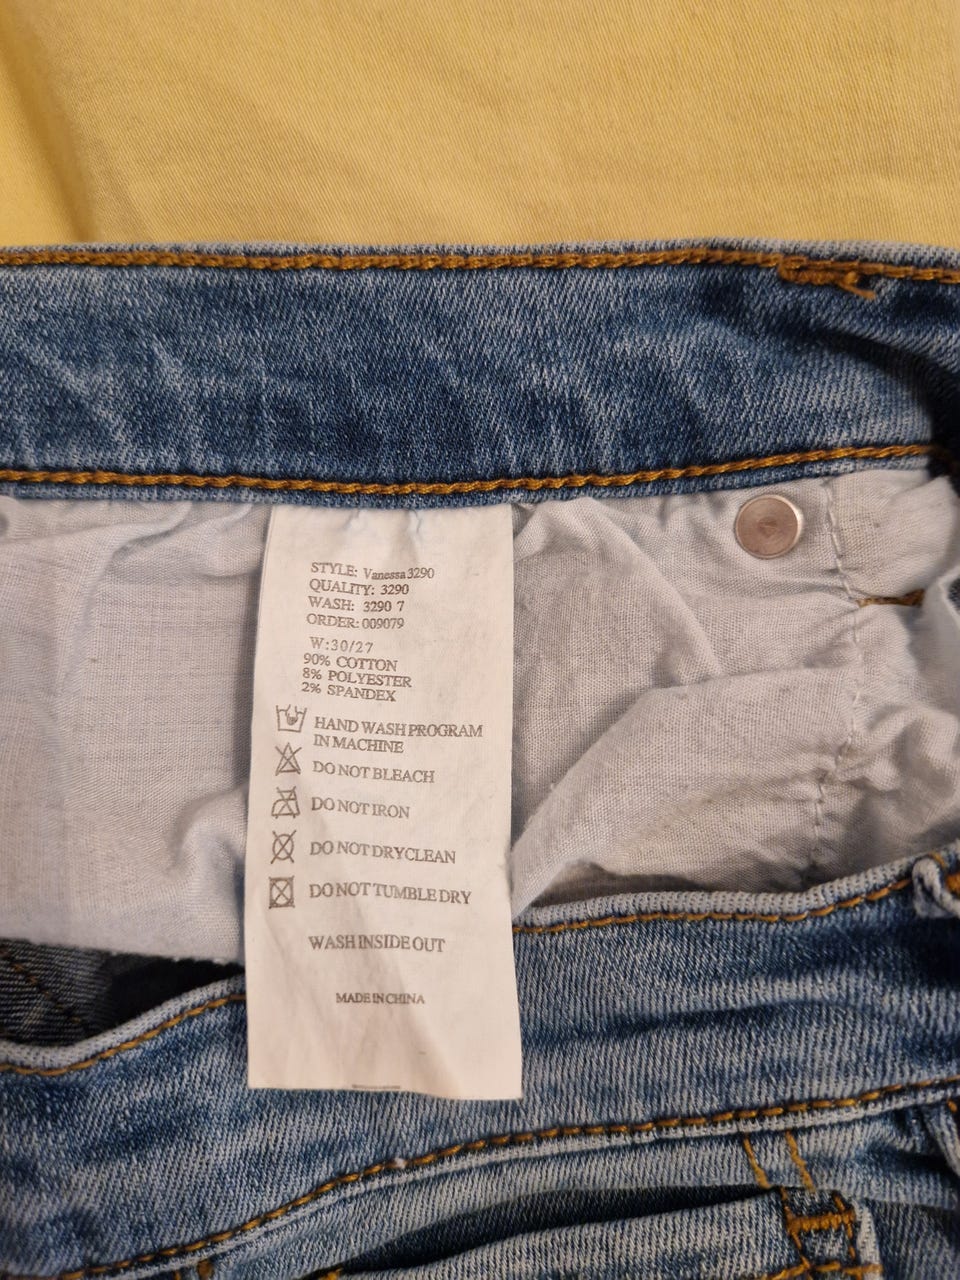 STYLE: Vanessa 3290
QUALITY: 3290
WASH: 3290 7
ORDER: 009079
W:30/27
90% COTTON
8% POLYESTER
2% SPANDEX
HAND WASH PROGRAM
IN MACHINE
DO NOT BLEACH
DO NOT IRON
DO NOT DRYCLEAN
DO NOT TUMBLE DRY
WASH INSIDE OUT
MADE IN CHINA